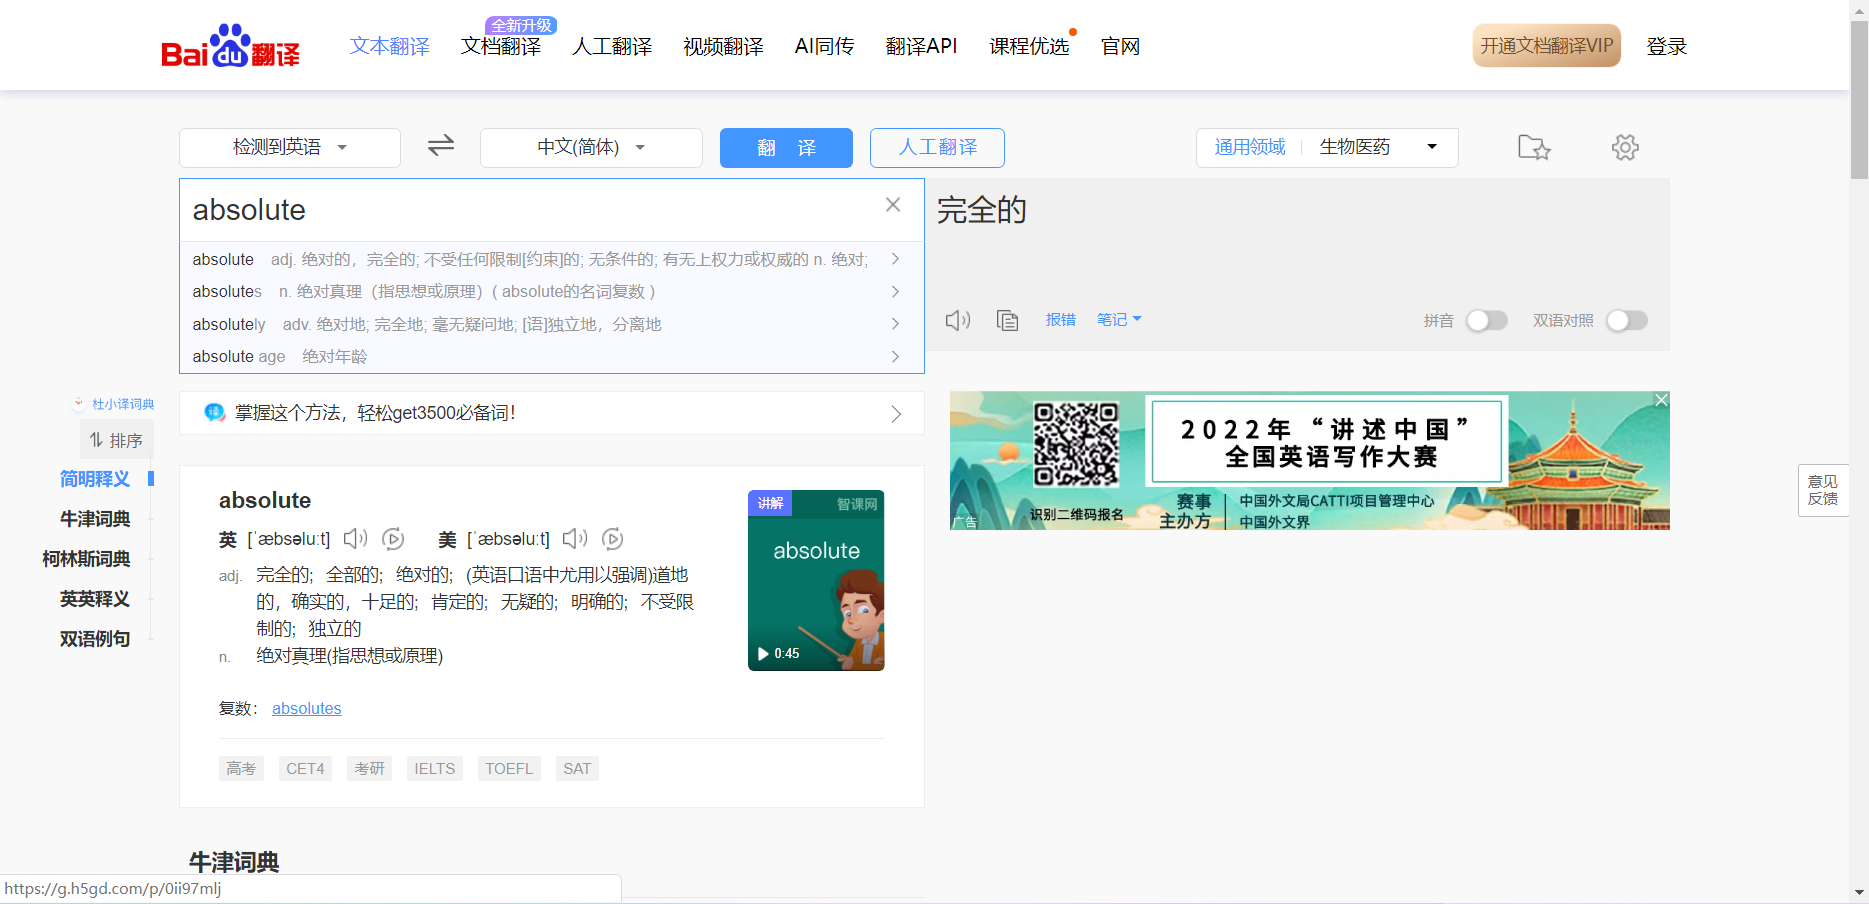 Bai du 翻译
文本翻译
文档翻译
全新升级
人工翻译
视频翻译
AI同传
翻译API
课程优选
官网
开通文档翻译VIP
登录
检测到英语
中文(简体)
翻 译
人工翻译
通用领域
生物医药
absolute
完全的
absolute adj. 绝对的，完全的; 不受任何限制[约束]的; 无条件的; 有无上权力或权威的 n. 绝对;
absolutes n. 绝对真理（指思想或原理）( absolute的名词复数 )
absolutely adv. 绝对地; 完全地; 毫无疑问地; [语]独立地，分离地
absolute age 绝对年龄
报错
笔记
拼音
双语对照
杜小译词典
排序
简明释义
牛津词典
柯林斯词典
英英释义
双语例句
译
掌握这个方法，轻松get3500必备词！
absolute
英 [ˈæbsəluːt] 美 [ˈæbsəluːt]
adj. 完全的；全部的；绝对的；(英语口语中尤用以强调)道地
的，确实的，十足的；肯定的；无疑的；明确的；不受限
制的；独立的
n. 绝对真理(指思想或原理)
复数： absolutes
高考 CET4 考研 IELTS TOEFL SAT
讲解
智课网
absolute
0:45
2022年“讲述中国”
全国英语写作大赛
识别二维码报名
赛事
主办方
中国外文局CATTI项目管理中心
中国外文界
广告
意见
反馈
牛津词典
https://g.h5gd.com/p/0ii97mlj